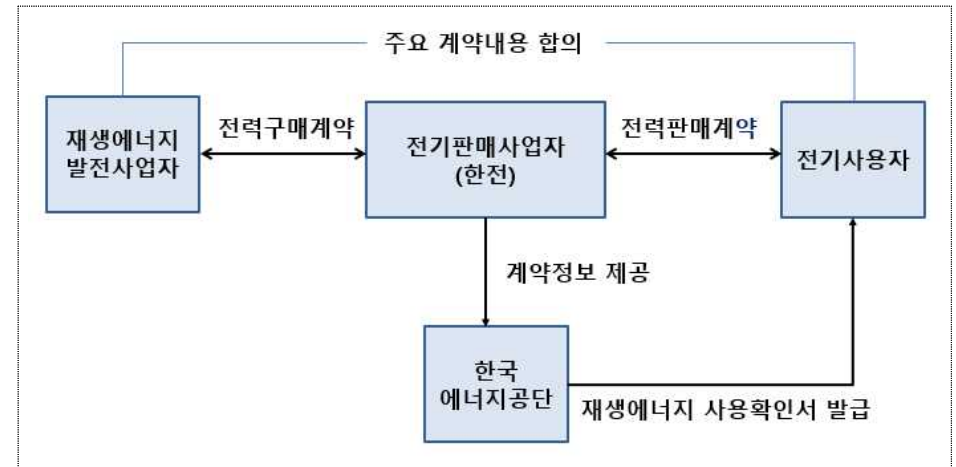 주요 계약내용 합의
재생에너지
발전사업자
전력구매계약
전기판매사업자
(한전)
전력판매계약
전기사용자
계약정보 제공
한국
에너지공단
재생에너지 사용확인서 발급